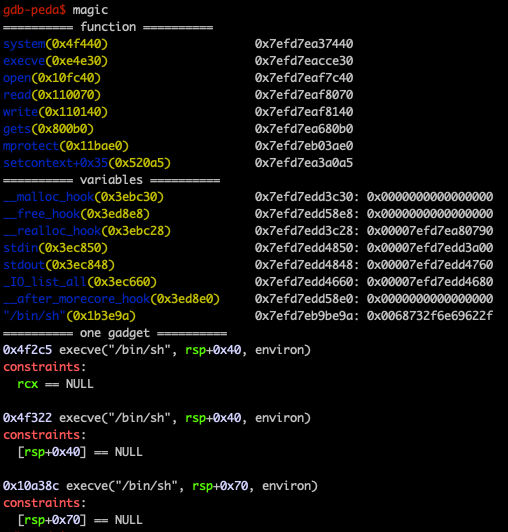 gdb-peda$ magic
========== function ==========
system(0x4f440) 0x7efd7ea37440
execve(0xe4e30) 0x7efd7eacce30
open(0x10fc40) 0x7efd7eaf7c40
read(0x110070) 0x7efd7eaf8070
write(0x110140) 0x7efd7eaf8140
gets(0x800b0) 0x7efd7ea680b0
mprotect(0x11bae0) 0x7efd7eb03ae0
setcontext+0x35(0x520a5) 0x7efd7ea3a0a5
========== variables ==========
__malloc_hook(0x3ebc30) 0x7efd7edd3c30: 0x0000000000000000
__free_hook(0x3ed8e8) 0x7efd7edd58e8: 0x0000000000000000
__realloc_hook(0x3ebc28) 0x7efd7edd3c28: 0x00007efd7ea80790
stdin(0x3ec850) 0x7efd7edd4850: 0x00007efd7edd3a00
stdout(0x3ec848) 0x7efd7edd4848: 0x00007efd7edd4760
_IO_list_all(0x3ec660) 0x7efd7edd4660: 0x00007efd7edd4680
__after_morecore_hook(0x3ed8e0) 0x7efd7edd58e0: 0x0000000000000000
"/bin/sh"(0x1b3e9a) 0x7efd7eb9be9a: 0x0068732f6e69622f
========== one gadget ==========
0x4f2c5 execve("/bin/sh", rsp+0x40, environ)
constraints:
rcx == NULL
0x4f322 execve("/bin/sh", rsp+0x40, environ)
constraints:
[rsp+0x40] == NULL
0x10a38c execve("/bin/sh", rsp+0x70, environ)
constraints:
[rsp+0x70] == NULL